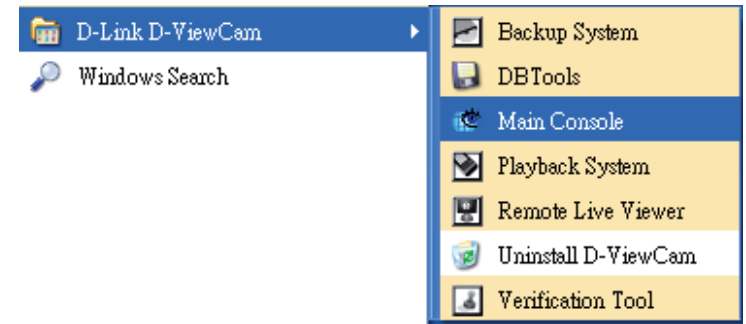 D-Link D-ViewCam
Windows Search
Backup System
DBTools
Main Console
Playback System
Remote Live Viewer
Uninstall D-ViewCam
Verification Tool